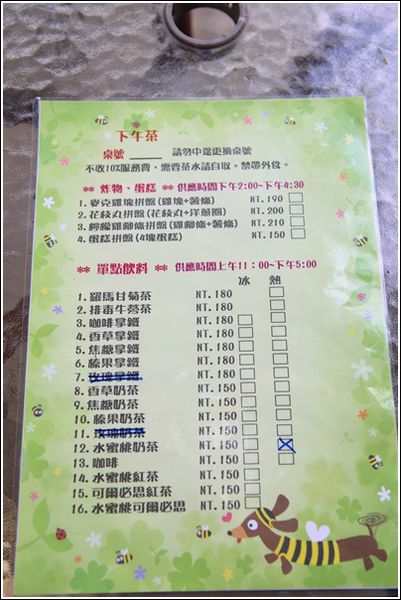 下午茶
桌號 ______ 請勿中途更換桌號
不收10%服務費，需要茶水請自取。禁帶外食。
** 炸物、蛋糕 ** 供應時間下午2:00~下午4:30
1. 麥克雞塊拼盤 (雞塊+薯條) NT.190
2. 花枝丸拼盤 (花枝丸+洋蔥圈) NT.200
3. 檸檬雞柳條拼盤 (雞柳條+薯條) NT.210
4. 蛋糕拼盤 (4塊蛋糕) NT.150
** 單點飲料 ** 供應時間上午11：00~下午5:00
冰 熱
1. 羅馬甘菊茶 NT.180
2. 排毒牛蒡茶 NT.180
3. 咖啡拿鐵 NT.180
4. 香草拿鐵 NT.180
5. 焦糖拿鐵 NT.180
6. 榛果拿鐵 NT.180
7. 玫瑰拿鐵 NT.180
8. 香草奶茶 NT.150
9. 焦糖奶茶 NT.150
10. 榛果奶茶 NT.150
11. 玫瑰奶茶 NT.150
12. 水蜜桃奶茶 NT.150
13. 咖啡 NT.150
14. 水蜜桃紅茶 NT.150
15. 可爾必思紅茶 NT.150
16. 水蜜桃可爾必思 NT.150